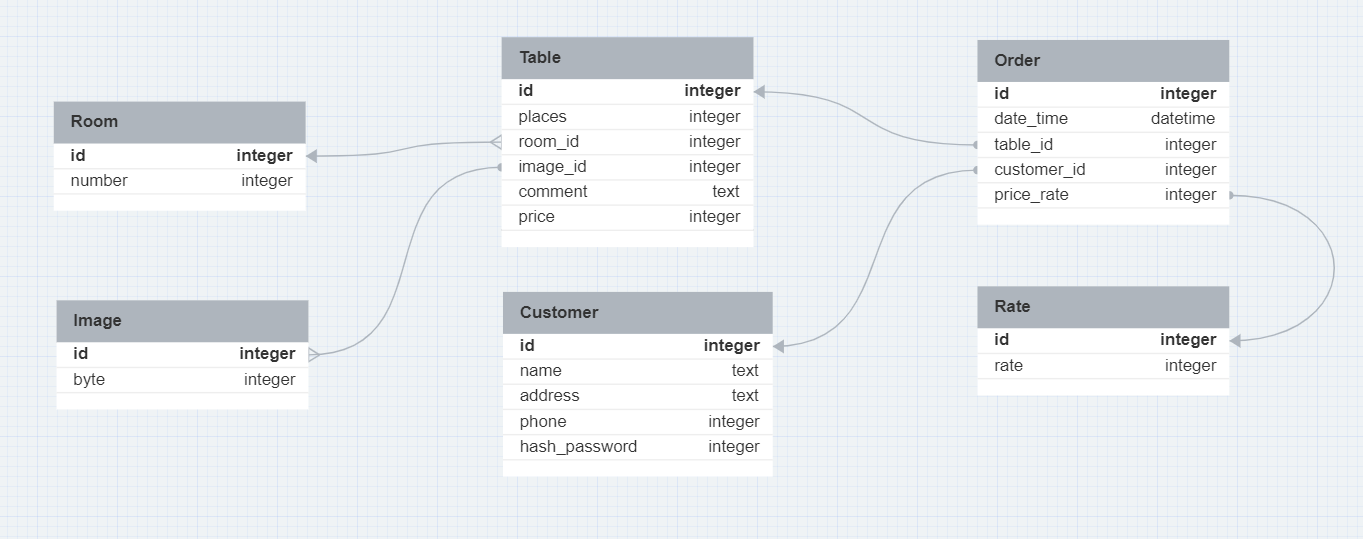 Table
id integer
places integer
room_id integer
image_id integer
comment text
price integer
Order
id integer
date_time datetime
table_id integer
customer_id integer
price_rate integer
Room
id integer
number integer
Image
id integer
byte integer
Customer
id integer
name text
address text
phone integer
hash_password integer
Rate
id integer
rate integer